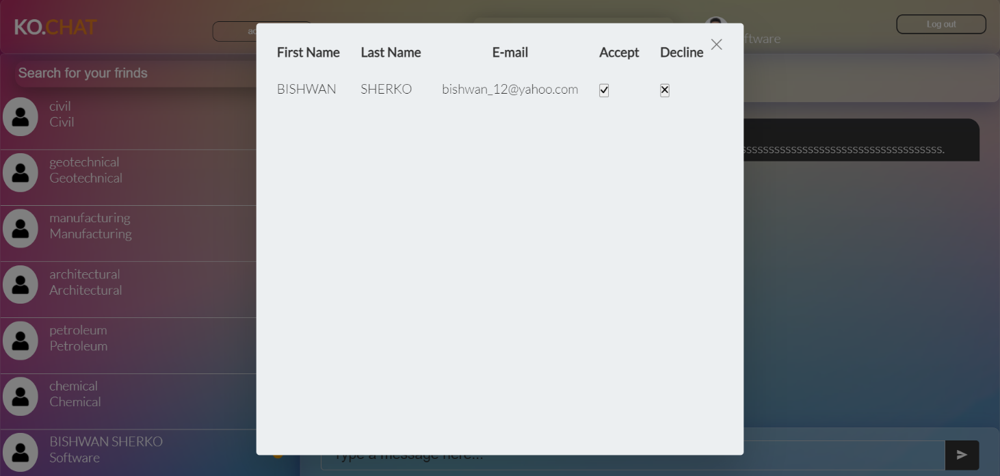 KO.CHAT
Log out
ftware
Search for your frinds
civil
Civil
geotechnical
Geotechnical
manufacturing
Manufacturing
architectural
Architectural
petroleum
Petroleum
chemical
Chemical
BISHWAN SHERKO
Software
First Name Last Name E-mail Accept Decline
BISHWAN SHERKO bishwan_12@yahoo.com
Type a message here...